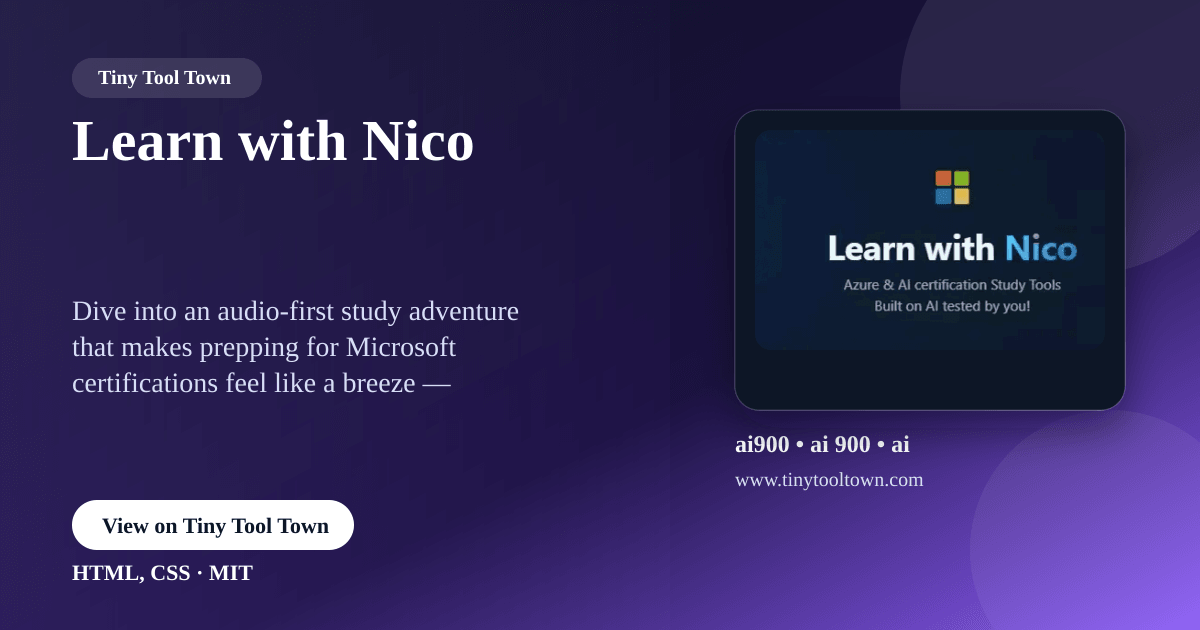 Tiny Tool Town
Learn with Nico
Dive into an audio-first study adventure
that makes prepping for Microsoft
certifications feel like a breeze —
View on Tiny Tool Town
HTML, CSS · MIT
Learn with Nico
Azure & AI certification Study Tools
Built on AI tested by you!
ai900 • ai 900 • ai
www.tinytooltown.com